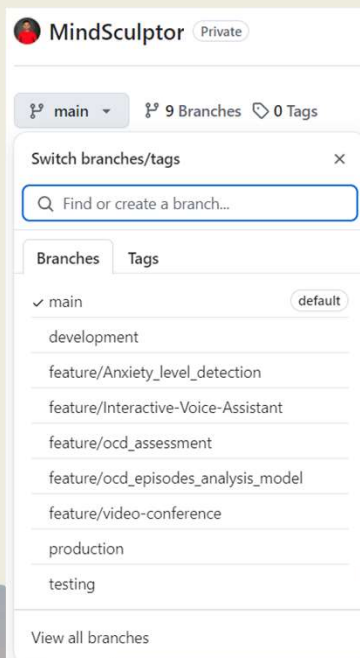 MindSculptor Private
main 9 Branches 0 Tags
Switch branches/tags
Find or create a branch...
Branches Tags
main default
development
feature/Anxiety_level_detection
feature/Interactive-Voice-Assistant
feature/ocd_assessment
feature/ocd_episodes_analysis_model
feature/video-conference
production
testing
View all branches